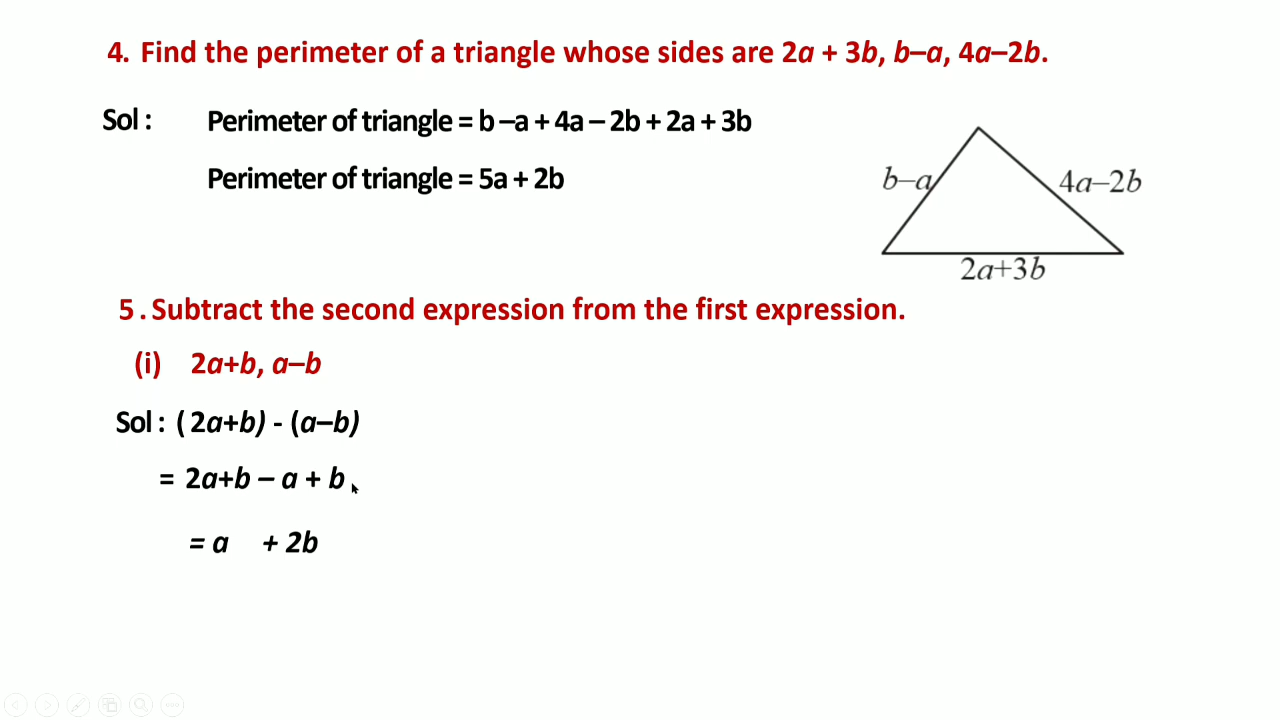 4. Find the perimeter of a triangle whose sides are 2a + 3b, b–a, 4a–2b.
Sol : Perimeter of triangle = b –a + 4a – 2b + 2a + 3b
Perimeter of triangle = 5a + 2b
b–a
4a–2b
2a+3b
5 . Subtract the second expression from the first expression.
(i) 2a+b, a–b
Sol : ( 2a+b) - (a–b)
= 2a+b – a + b
= a + 2b